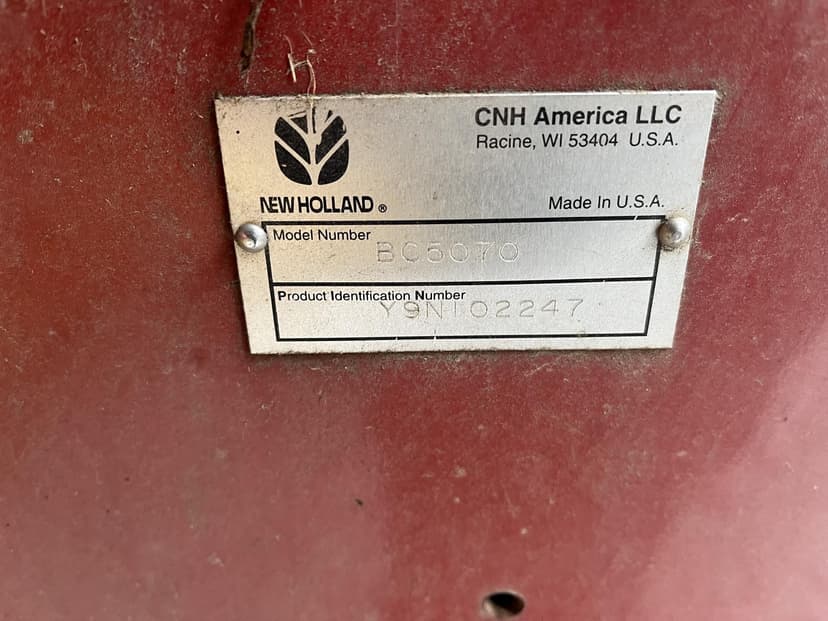 CNH America LLC
Racine, WI 53404 U.S.A.
NEW HOLLAND ®
Made In U.S.A.
Model Number
BC5070
Product Identification Number
Y9N102247